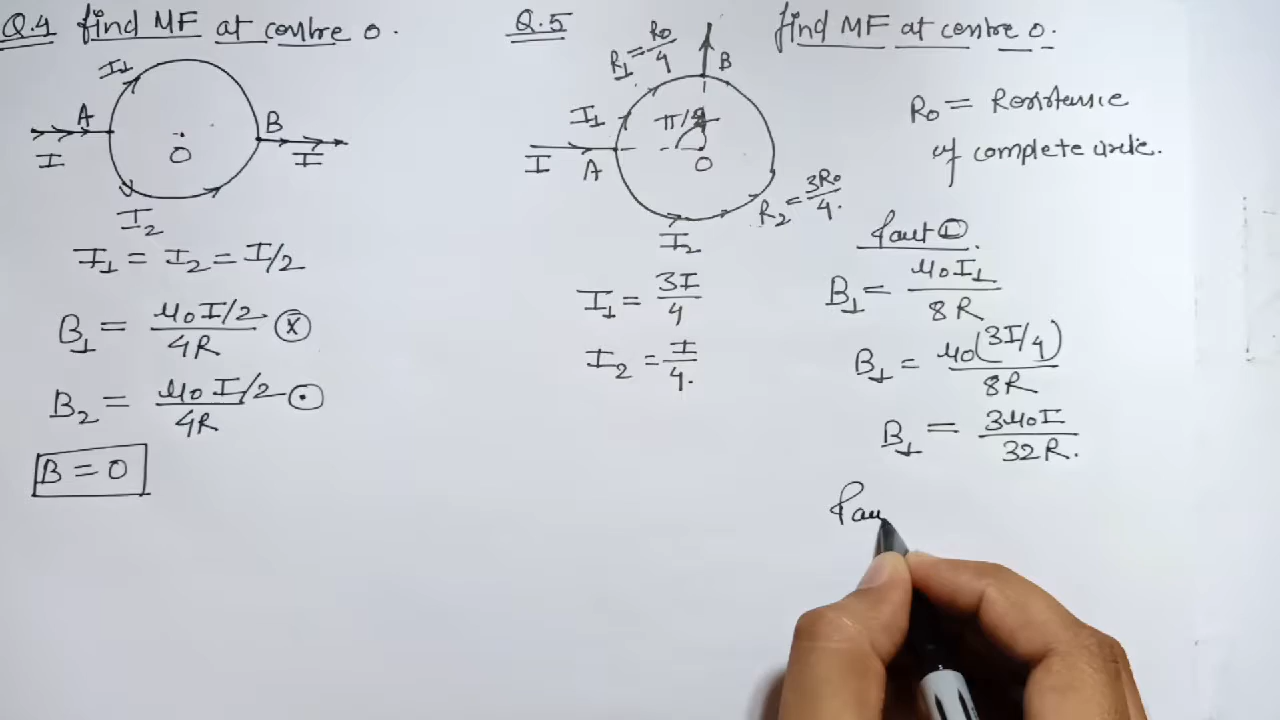 Q.4 find MF at centre O.
I₁
A
B
I
O
I
I₂
I₁ = I₂ = I/2
B₁ = μ₀I/2 / 4R ⊗
B₂ = μ₀I/2 / 4R ⊙
B = 0
Q.5 find MF at centre O.
R₁ = R₀/4
B
I₁
π/2
I
A
O
R₂ = 3R₀/4.
I₂
R₀ = Resistance
of complete circle.
I₁ = 3I/4
I₂ = I/4.
Part ①
B₁ = μ₀I₁ / 8R
B₁ = μ₀(3I/4) / 8R
B₁ = 3μ₀I / 32R.
Par